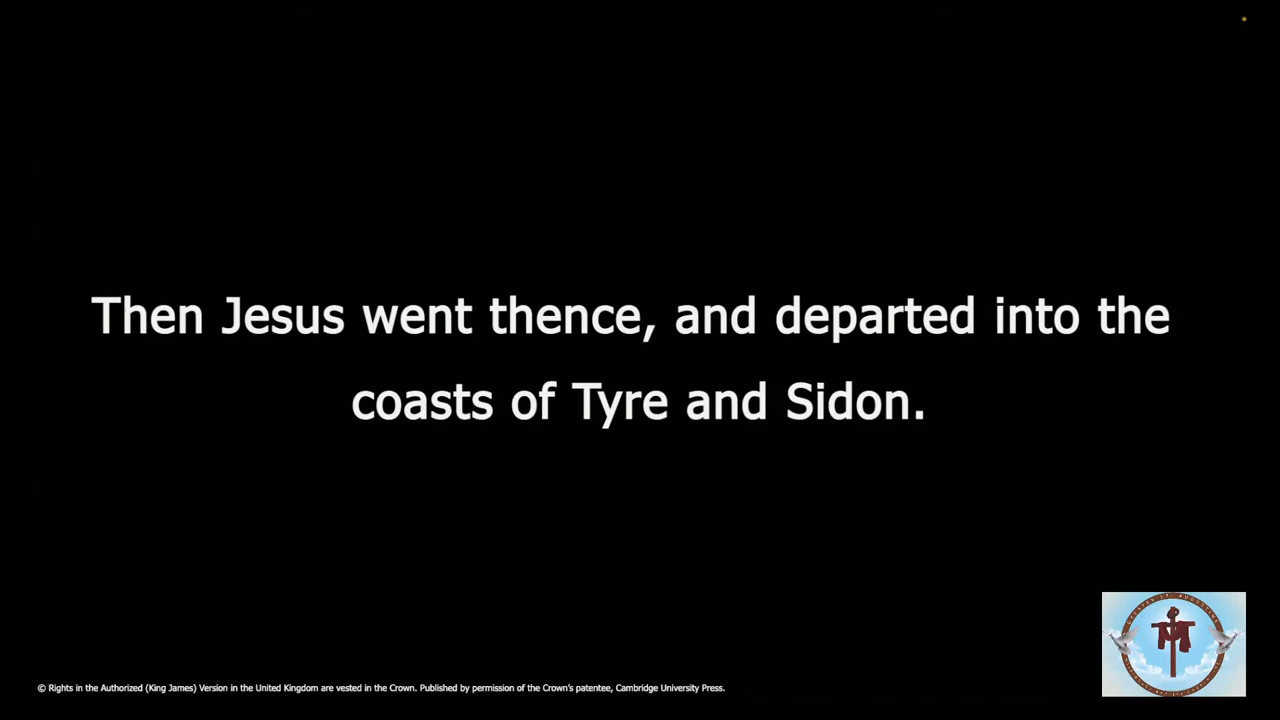 Then Jesus went thence, and departed into the
coasts of Tyre and Sidon.
© Rights in the Authorized (King James) Version in the United Kingdom are vested in the Crown. Published by permission of the Crown's patentee, Cambridge University Press.